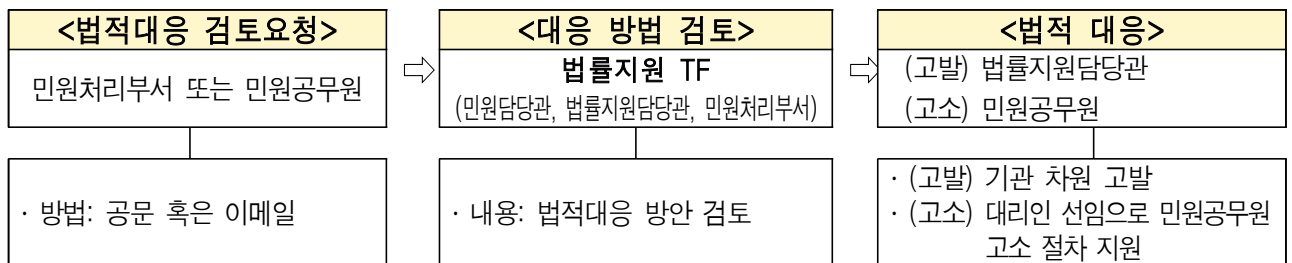 <법적대응 검토요청>
민원처리부서 또는 민원공무원
· 방법: 공문 혹은 이메일
<대응 방법 검토>
법률지원 TF
(민원담당관, 법률지원담당관, 민원처리부서)
· 내용: 법적대응 방안 검토
<법적 대응>
(고발) 법률지원담당관
(고소) 민원공무원
· (고발) 기관 차원 고발
· (고소) 대리인 선임으로 민원공무원
고소 절차 지원